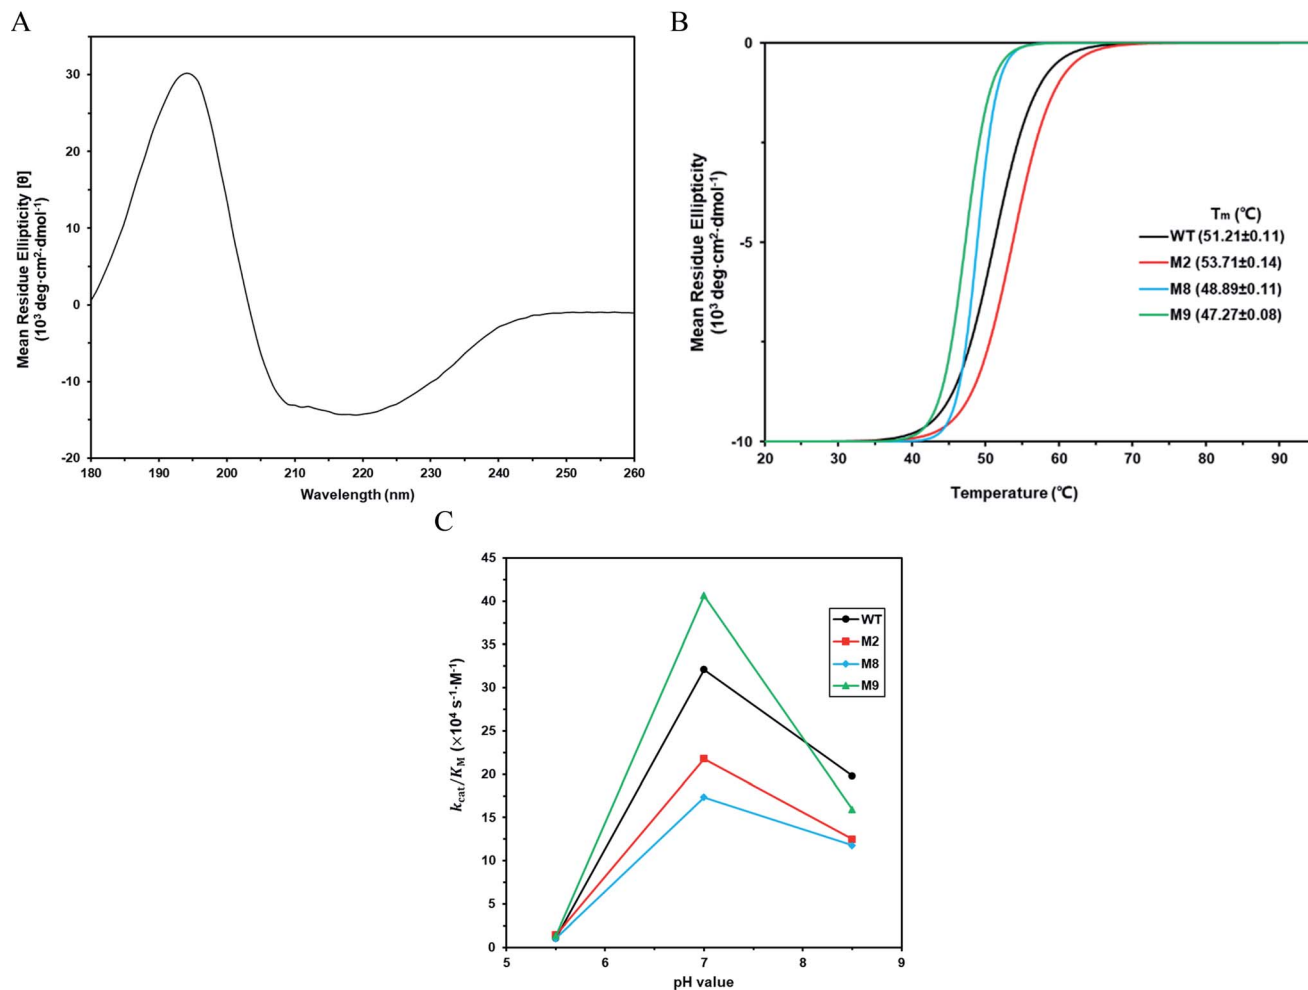 A
Mean Residue Ellipticity [θ]
(10³ deg·cm²·dmol⁻¹)
30
20
10
0
-10
-20
180 190 200 210 220 230 240 250 260
Wavelength (nm)
B
Mean Residue Ellipticity
(10³ deg·cm²·dmol⁻¹)
0
-5
-10
Tₘ (℃)
WT (51.21±0.11)
M2 (53.71±0.14)
M8 (48.89±0.11)
M9 (47.27±0.08)
20 30 40 50 60 70 80 90
Temperature (℃)
C
kcat/KM (×10⁴ s⁻¹·M⁻¹)
45
40
35
30
25
20
15
10
5
0
WT
M2
M8
M9
5 6 7 8 9
pH value